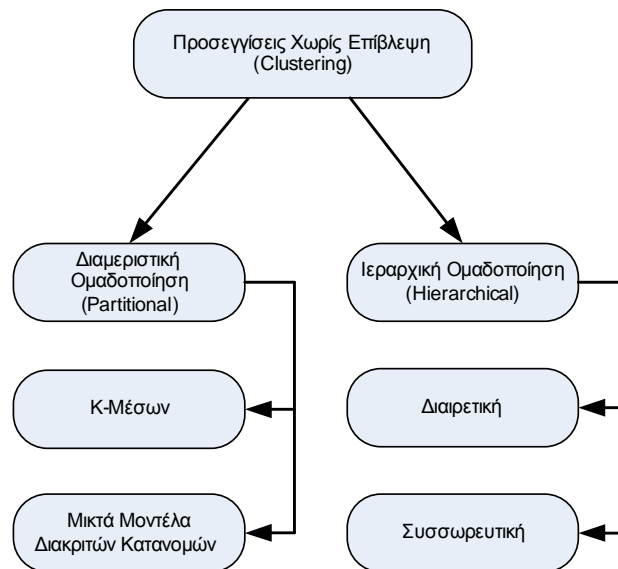 Προσεγγίσεις Χωρίς Επίβλεψη
(Clustering)
Διαμεριστική
Ομαδοποίηση
(Partitional)
Ιεραρχική Ομαδοποίηση
(Hierarchical)
Κ-Μέσων
Διαιρετική
Μικτά Μοντέλα
Διακριτών Κατανομών
Συσσωρευτική